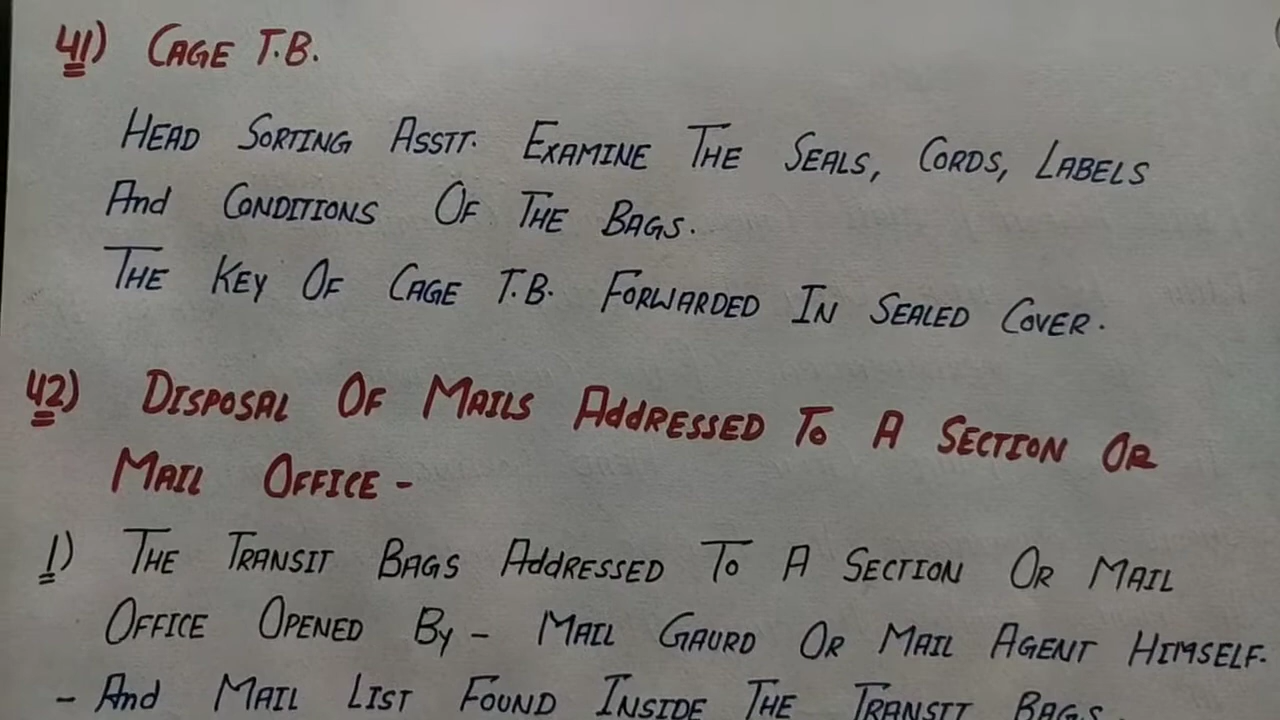 41) CAGE T.B.
HEAD SORTING ASSTT. EXAMINE THE SEALS, CORDS, LABELS
And CONDITIONS OF THE BAGS.
THE KEY OF CAGE T.B. FORWARDED IN SEALED COVER.
42) DISPOSAL OF MAILS AddRESSED TO A SECTION OR
MAIL OFFICE -
1) THE TRANSIT BAGS AddRESSED TO A SECTION OR MAIL
OFFICE OPENED BY - MAIL GAURD OR MAIL AGENT HIMSELF.
- And MAIL LIST FOUND INSIDE THE TRANSIT BAGS